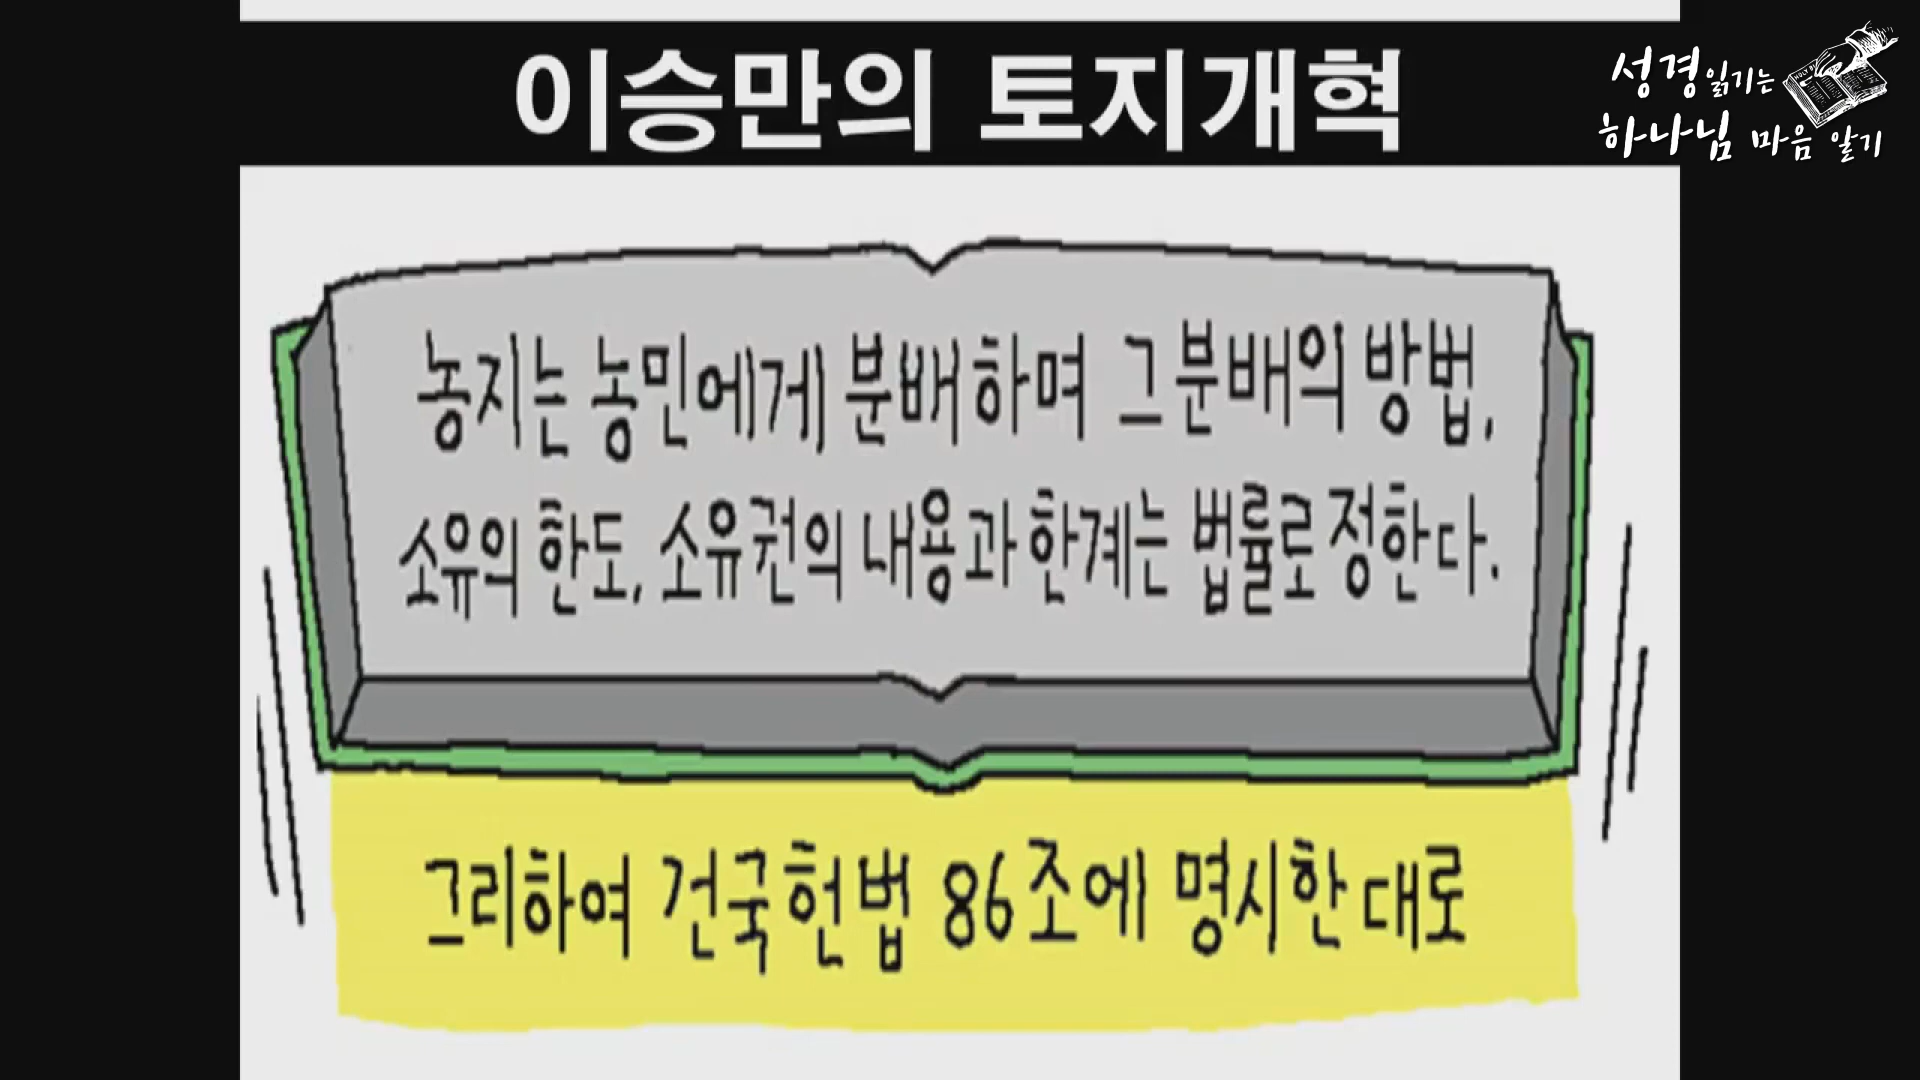 이승만의 토지개혁
성경읽기는
하나님 마음 알기
농지는 농민에게 분배하며 그 분배의 방법,
소유의 한도, 소유권의 내용과 한계는 법률로 정한다.
그리하여 건국헌법 86조에 명시한 대로